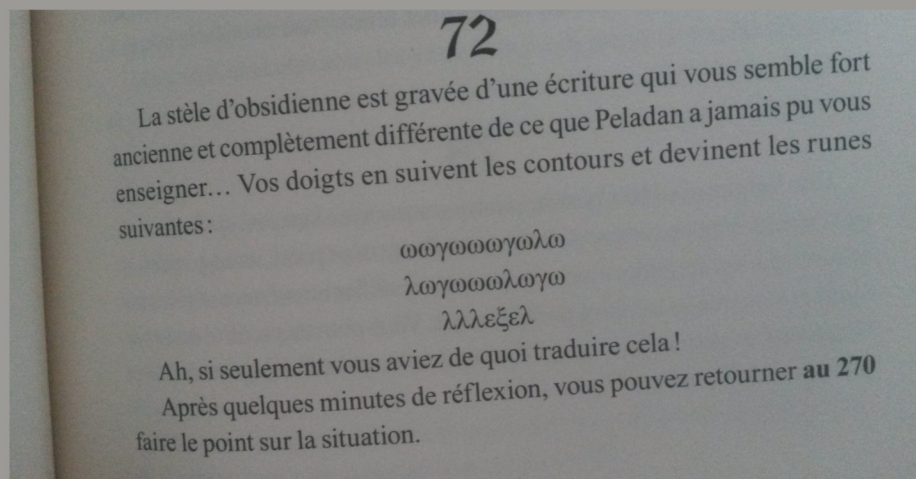 72
La stèle d'obsidienne est gravée d'une écriture qui vous semble fort
ancienne et complètement différente de ce que Peladan a jamais pu vous
enseigner… Vos doigts en suivent les contours et devinent les runes
suivantes :
ωωγωωωγωλω
λωγωωωλωγω
λλλεξελ
Ah, si seulement vous aviez de quoi traduire cela !
Après quelques minutes de réflexion, vous pouvez retourner au 270
faire le point sur la situation.